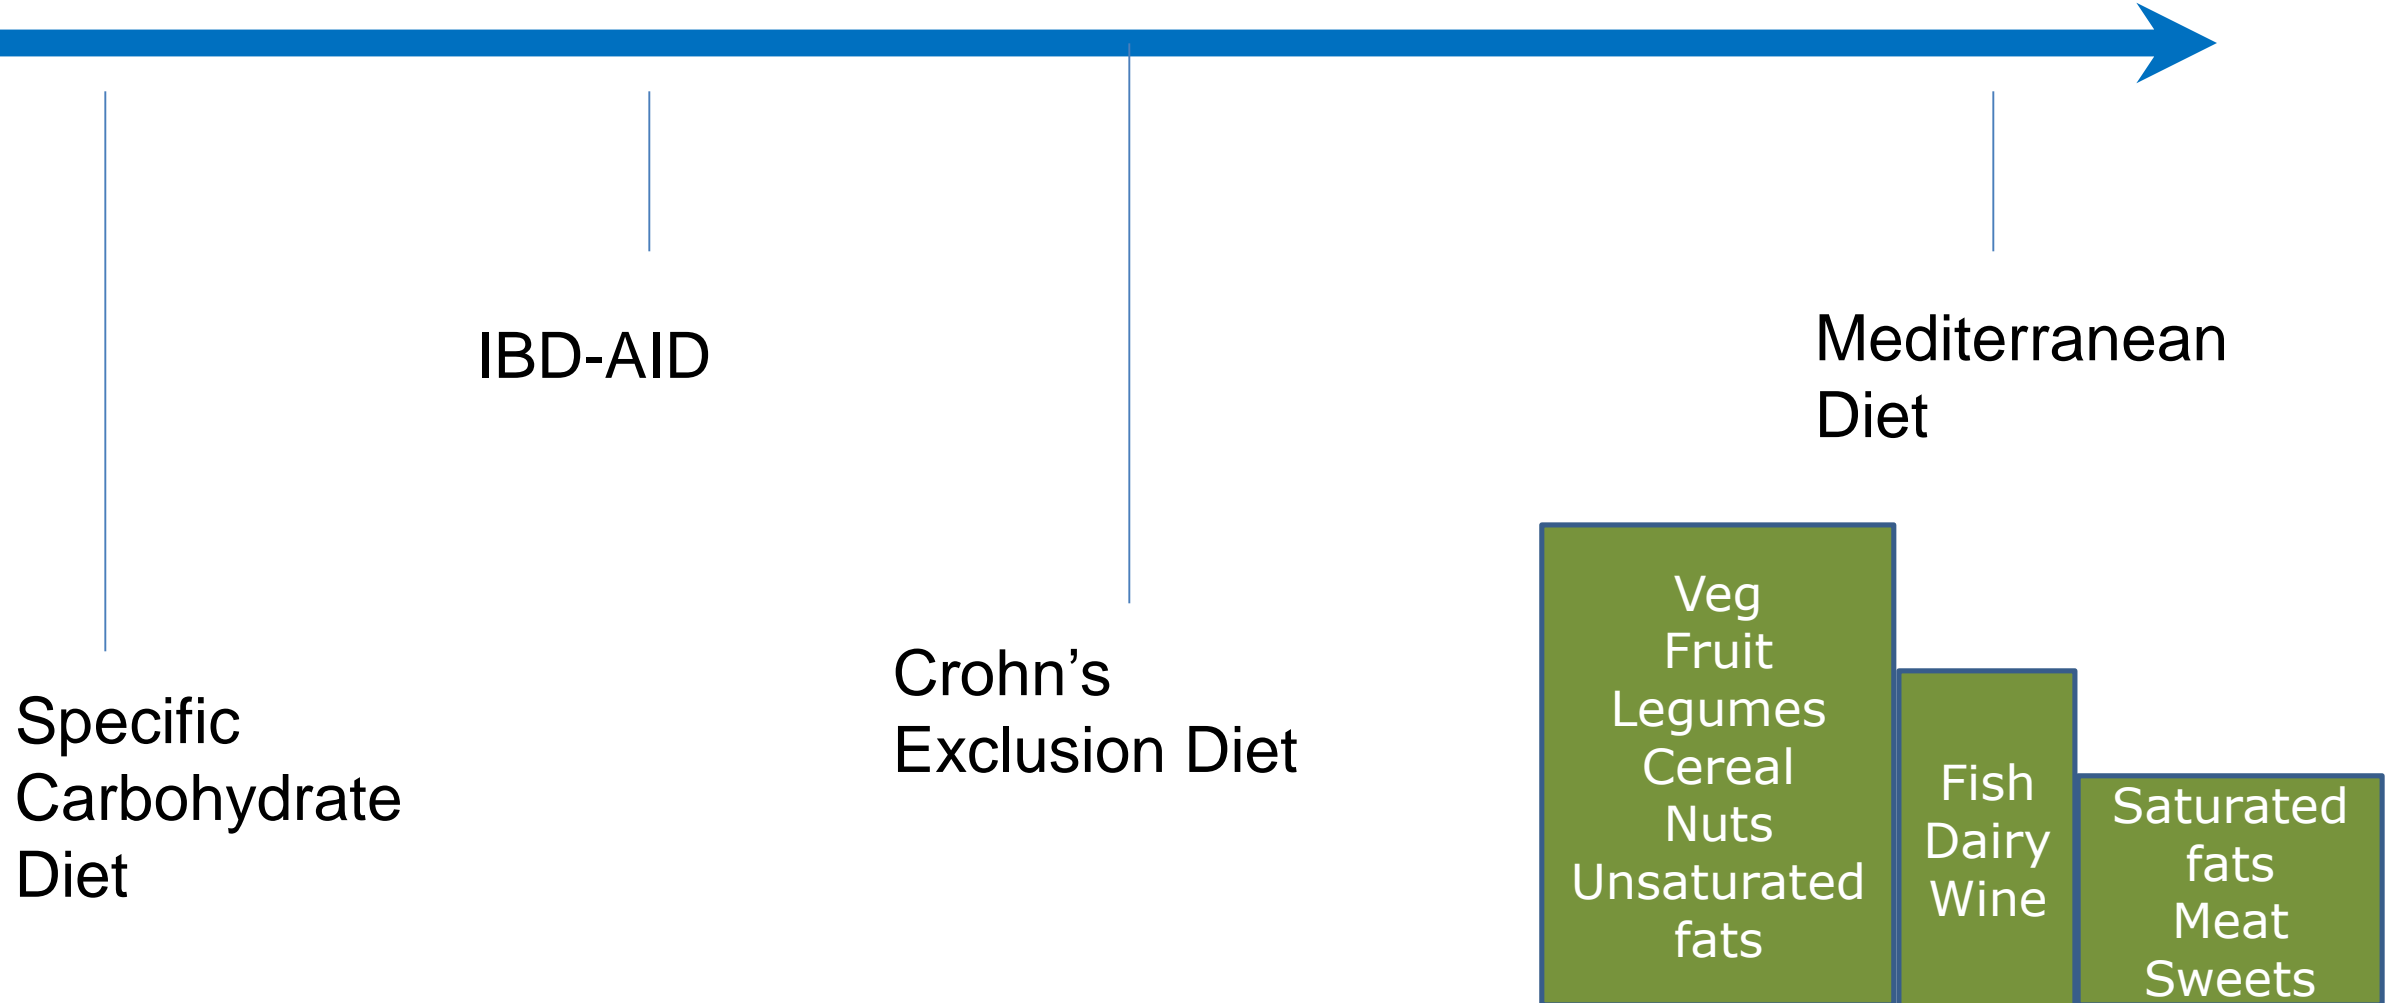 Specific
Carbohydrate
Diet
IBD-AID
Crohn’s
Exclusion Diet
Mediterranean
Diet
Veg
Fruit
Legumes
Cereal
Nuts
Unsaturated
fats
Fish
Dairy
Wine
Saturated
fats
Meat
Sweets